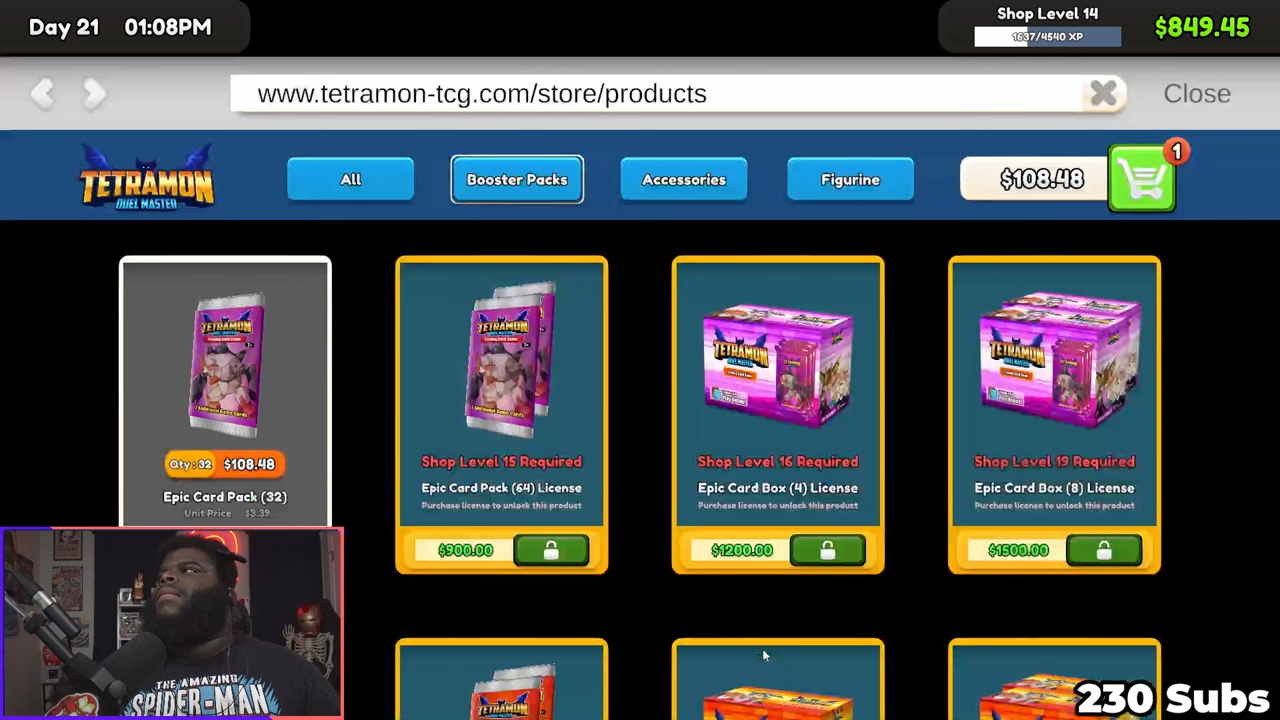 Day 21 01:08PM
Shop Level 14
1637/4540 XP
$849.45
www.tetramon-tcg.com/store/products
Close
TETRAMON
DUEL MASTER
All
Booster Packs
Accessories
Figurine
$108.48
1
Qty: 32 $108.48
Epic Card Pack (32)
Unit Price $3.39
Shop Level 15 Required
Epic Card Pack (64) License
Purchase license to unlock this product
$900.00
Shop Level 16 Required
Epic Card Box (4) License
Purchase license to unlock this product
$1200.00
Shop Level 19 Required
Epic Card Box (8) License
Purchase license to unlock this product
$1500.00
THE AMAZING
SPIDER-MAN
230 Subs